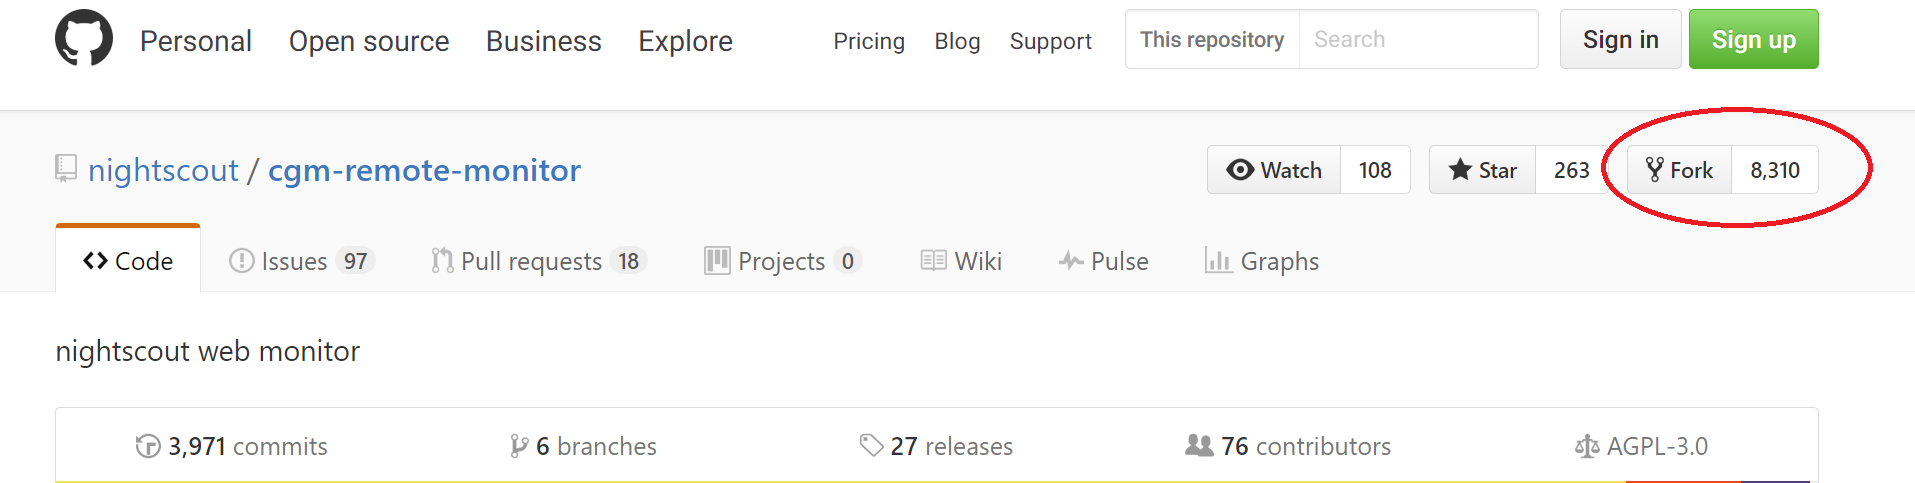 Personal Open source Business Explore Pricing Blog Support This repository Search Sign in Sign up
nightscout / cgm-remote-monitor Watch 108 Star 263 Fork 8,310
Code Issues 97 Pull requests 18 Projects 0 Wiki Pulse Graphs
nightscout web monitor
3,971 commits 6 branches 27 releases 76 contributors AGPL-3.0